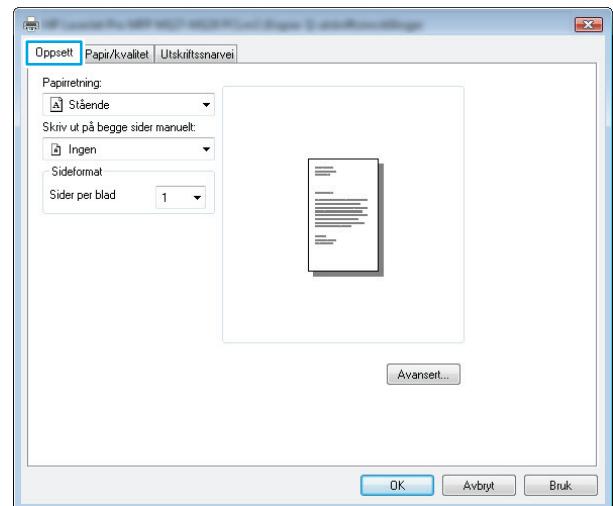 Oppsett Papir/kvalitet Utskriftssnarvei
Papirretning:
Stående
Skriv ut på begge sider manuelt:
Ingen
Sideformat
Sider per blad 1
Avansert...
OK Avbryt Bruk